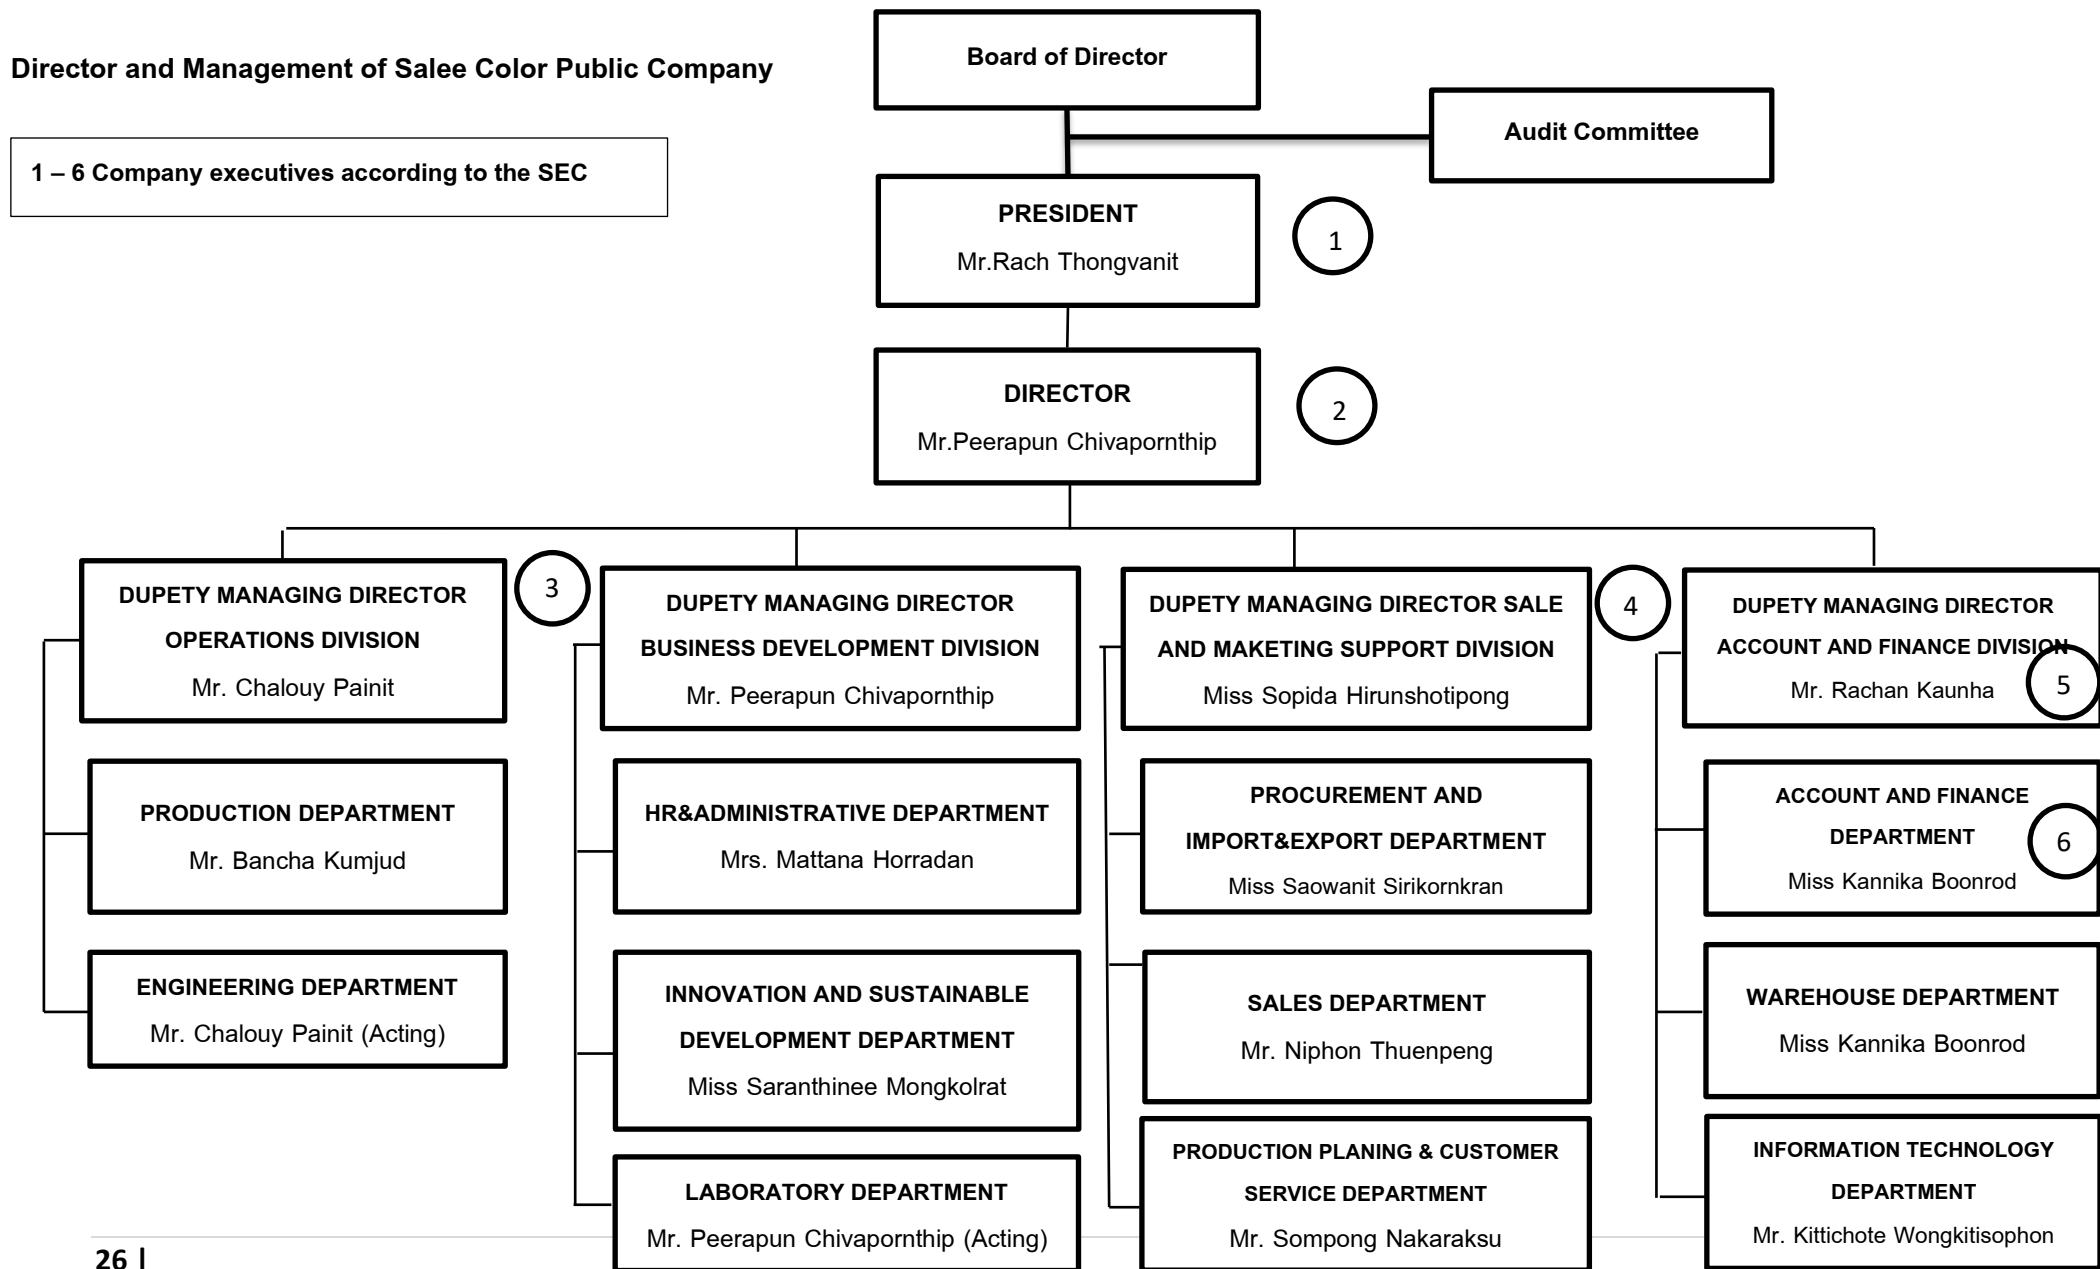 Director and Management of Salee Color Public Company
1 – 6 Company executives according to the SEC
Board of Director
Audit Committee
PRESIDENT
Mr.Rach Thongvanit
1
DIRECTOR
Mr.Peerapun Chivapornthip
2
DUPETY MANAGING DIRECTOR
OPERATIONS DIVISION
Mr. Chalouy Painit
3
PRODUCTION DEPARTMENT
Mr. Bancha Kumjud
ENGINEERING DEPARTMENT
Mr. Chalouy Painit (Acting)
DUPETY MANAGING DIRECTOR
BUSINESS DEVELOPMENT DIVISION
Mr. Peerapun Chivapornthip
HR&ADMINISTRATIVE DEPARTMENT
Mrs. Mattana Horradan
INNOVATION AND SUSTAINABLE
DEVELOPMENT DEPARTMENT
Miss Saranthinee Mongkolrat
LABORATORY DEPARTMENT
Mr. Peerapun Chivapornthip (Acting)
DUPETY MANAGING DIRECTOR SALE
AND MAKETING SUPPORT DIVISION
Miss Sopida Hirunshotipong
4
PROCUREMENT AND
IMPORT&EXPORT DEPARTMENT
Miss Saowanit Sirikornkran
SALES DEPARTMENT
Mr. Niphon Thuenpeng
PRODUCTION PLANING & CUSTOMER
SERVICE DEPARTMENT
Mr. Sompong Nakaraksu
DUPETY MANAGING DIRECTOR
ACCOUNT AND FINANCE DIVISION
Mr. Rachan Kaunha
5
ACCOUNT AND FINANCE
DEPARTMENT
Miss Kannika Boonrod
6
WAREHOUSE DEPARTMENT
Miss Kannika Boonrod
INFORMATION TECHNOLOGY
DEPARTMENT
Mr. Kittichote Wongkitisophon
26 |